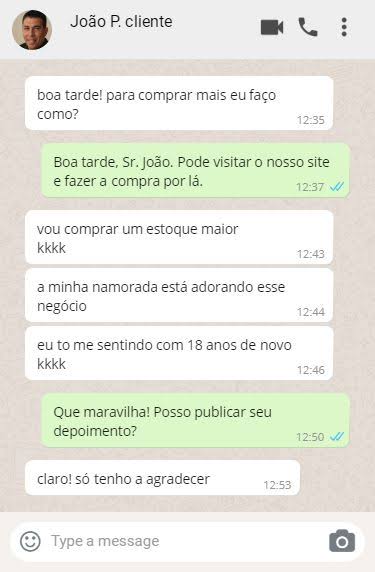 João P. cliente
boa tarde! para comprar mais eu faço
como?
12:35
Boa tarde, Sr. João. Pode visitar o nosso site
e fazer a compra por lá.
12:37
vou comprar um estoque maior
kkkk
12:43
a minha namorada está adorando esse
negócio
12:44
eu to me sentindo com 18 anos de novo
kkkk
12:46
Que maravilha! Posso publicar seu
depoimento?
12:50
claro! só tenho a agradecer
12:53
Type a message